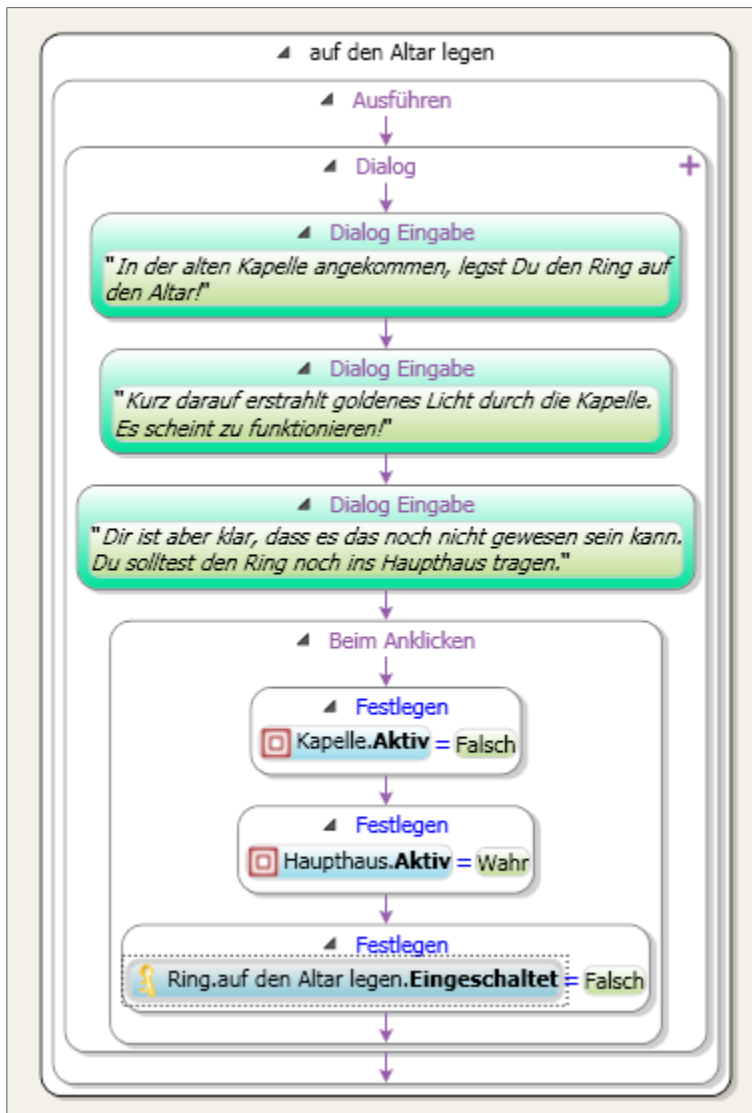 auf den Altar legen
Ausführen
Dialog
Dialog Eingabe
"In der alten Kapelle angekommen, legst Du den Ring auf
den Altar!"
Dialog Eingabe
"Kurz darauf erstrahlt goldenes Licht durch die Kapelle.
Es scheint zu funktionieren!"
Dialog Eingabe
"Dir ist aber klar, dass es das noch nicht gewesen sein kann.
Du solltest den Ring noch ins Haupthaus tragen."
Beim Anklicken
Festlegen
Kapelle.Aktiv = Falsch
Festlegen
Haupthaus.Aktiv = Wahr
Festlegen
Ring.auf den Altar legen.Eingeschaltet = Falsch